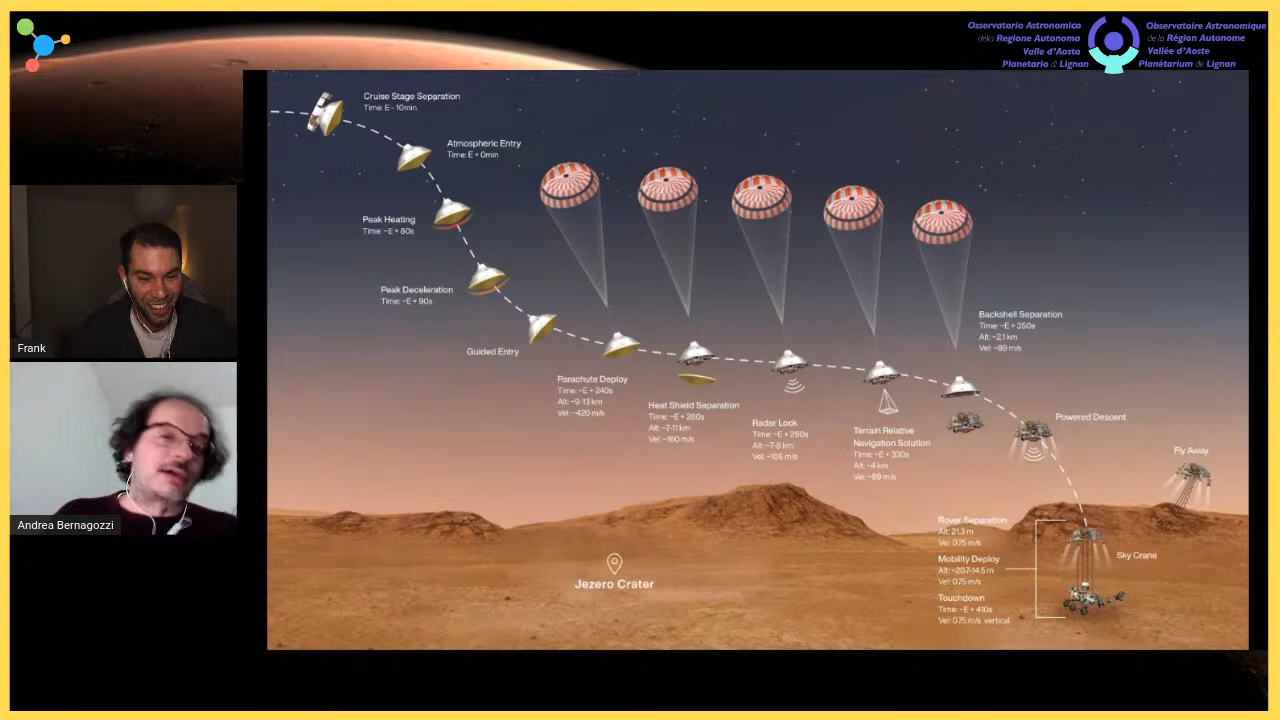 Osservatorio Astronomico
della Regione Autonoma
Valle d'Aosta
Planetario di Lignan
Observatoire Astronomique
de la Région Autonome
Vallée d'Aoste
Planétarium de Lignan
Cruise Stage Separation
Time: E - 10min
Atmospheric Entry
Time: E + 0min
Peak Heating
Time: ~E + 80s
Peak Deceleration
Time: ~E + 90s
Guided Entry
Parachute Deploy
Time: ~E + 240s
Alt: ~9-13 km
Vel: ~420 m/s
Heat Shield Separation
Time: ~E + 260s
Alt: ~7-11 km
Vel: ~160 m/s
Radar Lock
Time: ~E + 290s
Alt: ~7-8 km
Vel: ~105 m/s
Terrain Relative
Navigation Solution
Time: ~E + 330s
Alt: ~4 km
Vel: ~89 m/s
Backshell Separation
Time: ~E + 350s
Alt: ~2.1 km
Vel: ~89 m/s
Powered Descent
Fly Away
Rover Separation
Alt: 21.3 m
Vel: 0.75 m/s
Mobility Deploy
Alt: ~20.7-14.5 m
Vel: 0.75 m/s
Touchdown
Time: ~E + 410s
Vel: 0.75 m/s vertical
Sky Crane
Jezero Crater
Frank
Andrea Bernagozzi